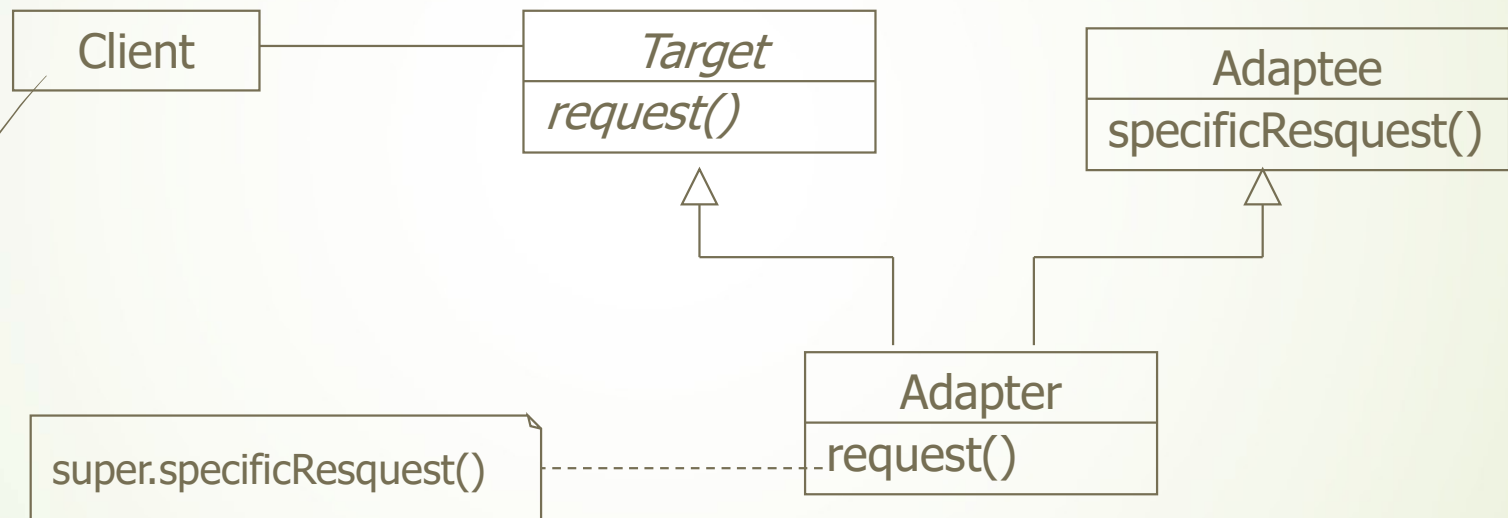 Client
Target
request()
Adaptee
specificResquest()
Adapter
request()
super.specificResquest()